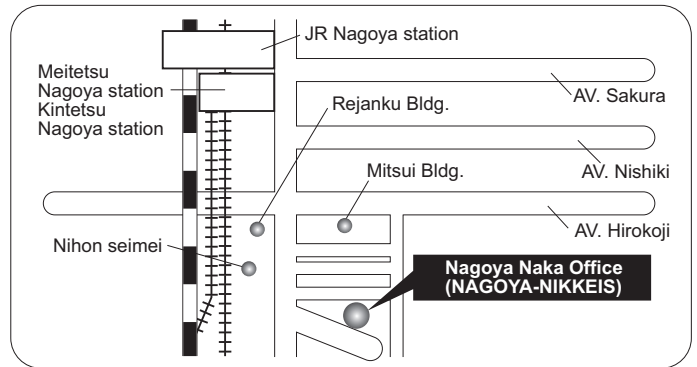 JR Nagoya station
Meitetsu
Nagoya station
Kintetsu
Nagoya station
Rejanku Bldg.
AV. Sakura
Mitsui Bldg.
AV. Nishiki
AV. Hirokoji
Nihon seimei
Nagoya Naka Office
(NAGOYA-NIKKEIS)